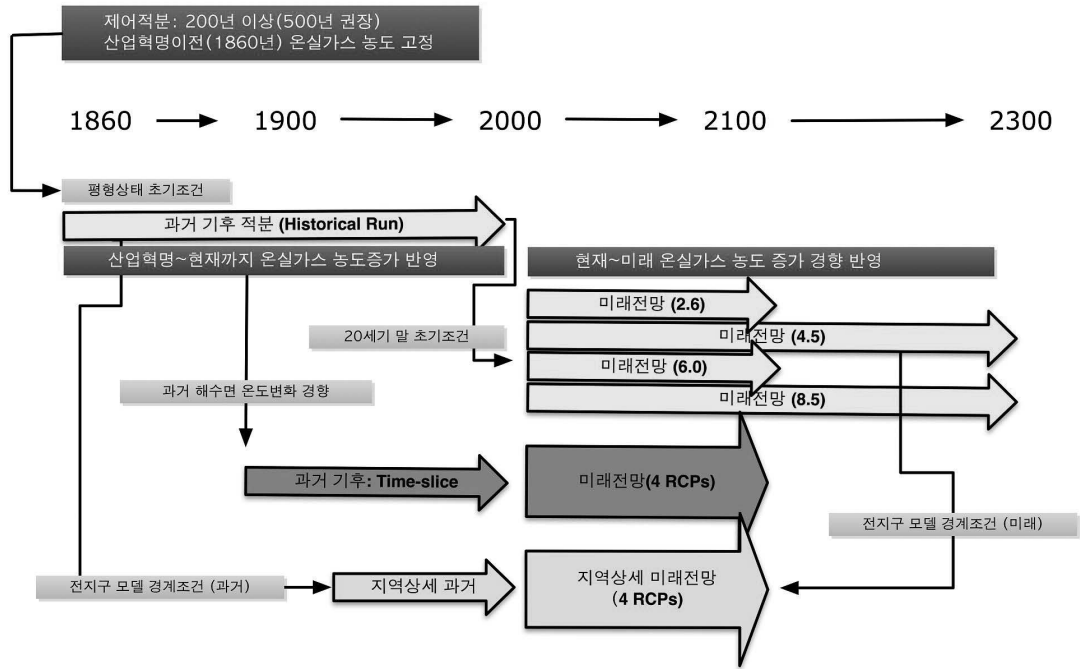 제어적분: 200년 이상(500년 권장)
산업혁명이전(1860년) 온실가스 농도 고정
1860
1900
2000
2100
2300
평형상태 초기조건
과거 기후 적분 (Historical Run)
산업혁명~현재까지 온실가스 농도증가 반영
현재~미래 온실가스 농도 증가 경향 반영
미래전망 (2.6)
20세기 말 초기조건
미래전망 (4.5)
미래전망 (6.0)
과거 해수면 온도변화 경향
미래전망 (8.5)
과거 기후: Time-slice
미래전망(4 RCPs)
전지구 모델 경계조건 (미래)
전지구 모델 경계조건 (과거)
지역상세 과거
지역상세 미래전망
(4 RCPs)